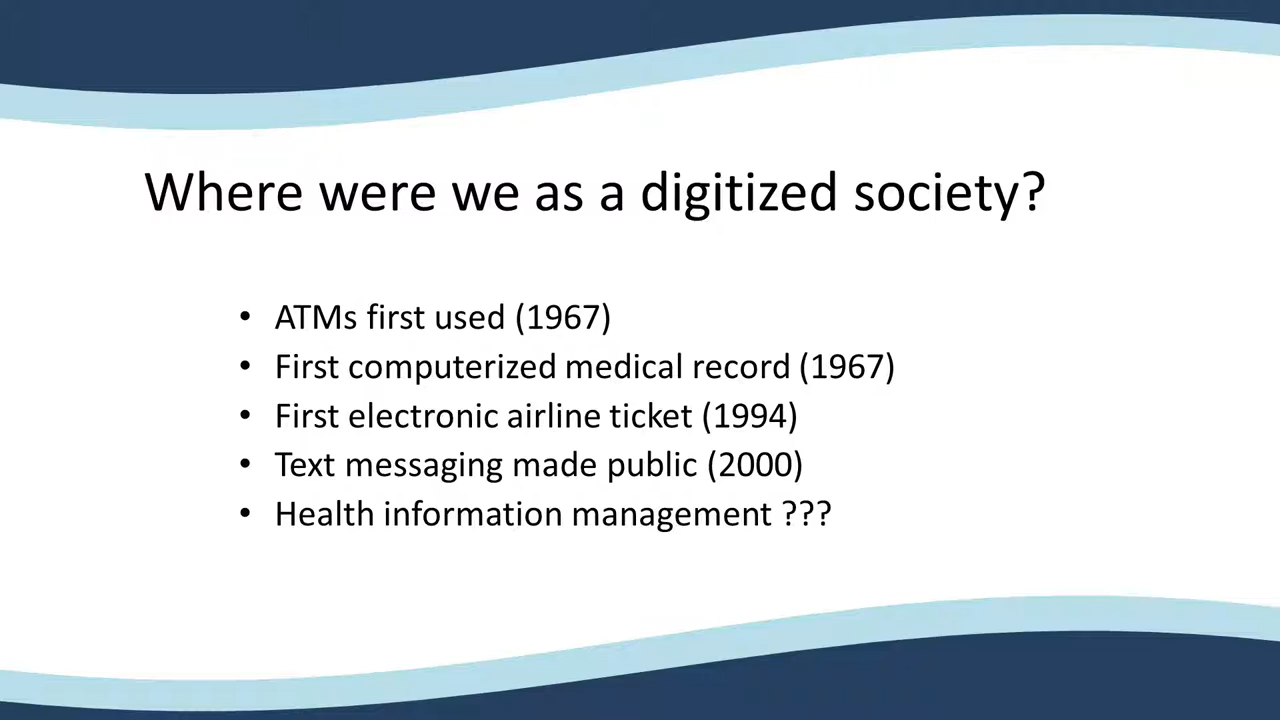 Where were we as a digitized society?
• ATMs first used (1967)
• First computerized medical record (1967)
• First electronic airline ticket (1994)
• Text messaging made public (2000)
• Health information management ???